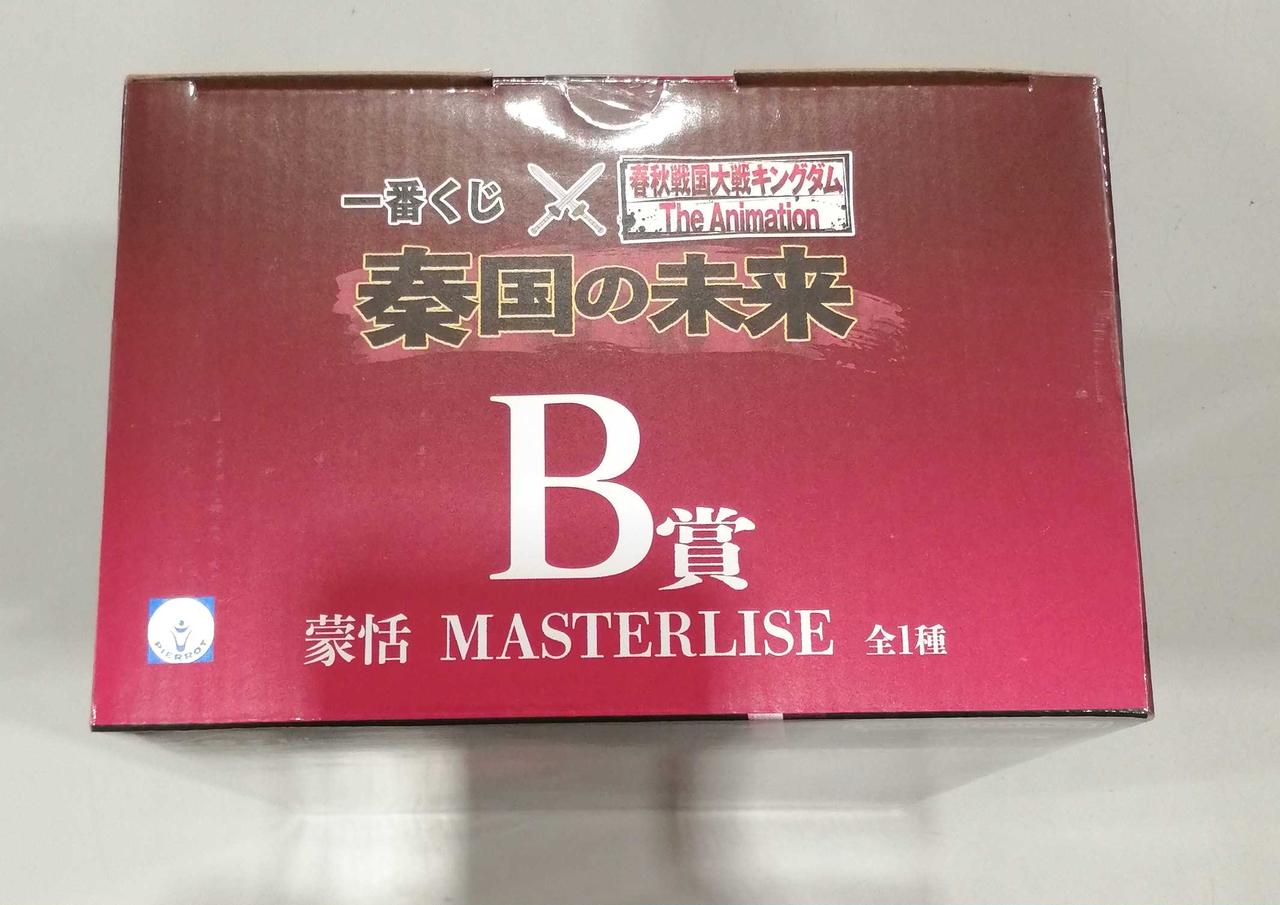 一番くじ
春秋戦国大戦キングダム
The Animation
秦国の未来
B賞
蒙恬 MASTERLISE 全1種
PIERROT